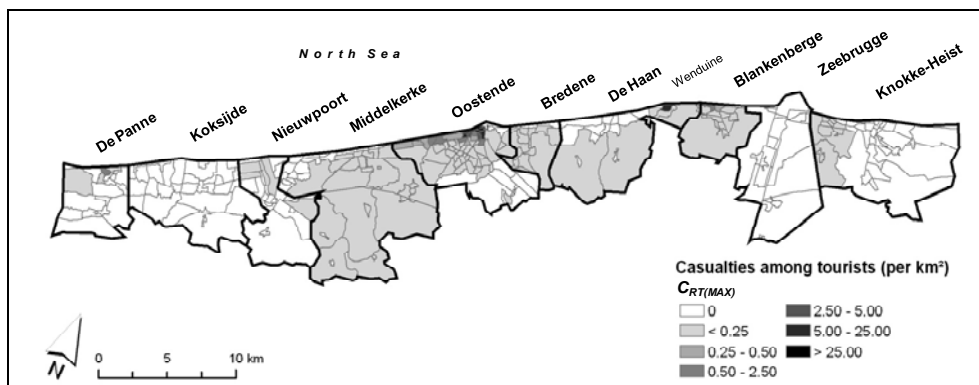 North Sea
De Panne
Koksijde
Nieuwpoort
Middelkerke
Oostende
Bredene
De Haan
Wenduine
Blankenberge
Zeebrugge
Knokke-Heist
Casualties among tourists (per km²)
CRT(MAX)
0
< 0.25
0.25 - 0.50
0.50 - 2.50
2.50 - 5.00
5.00 - 25.00
> 25.00
N
0 5 10 km